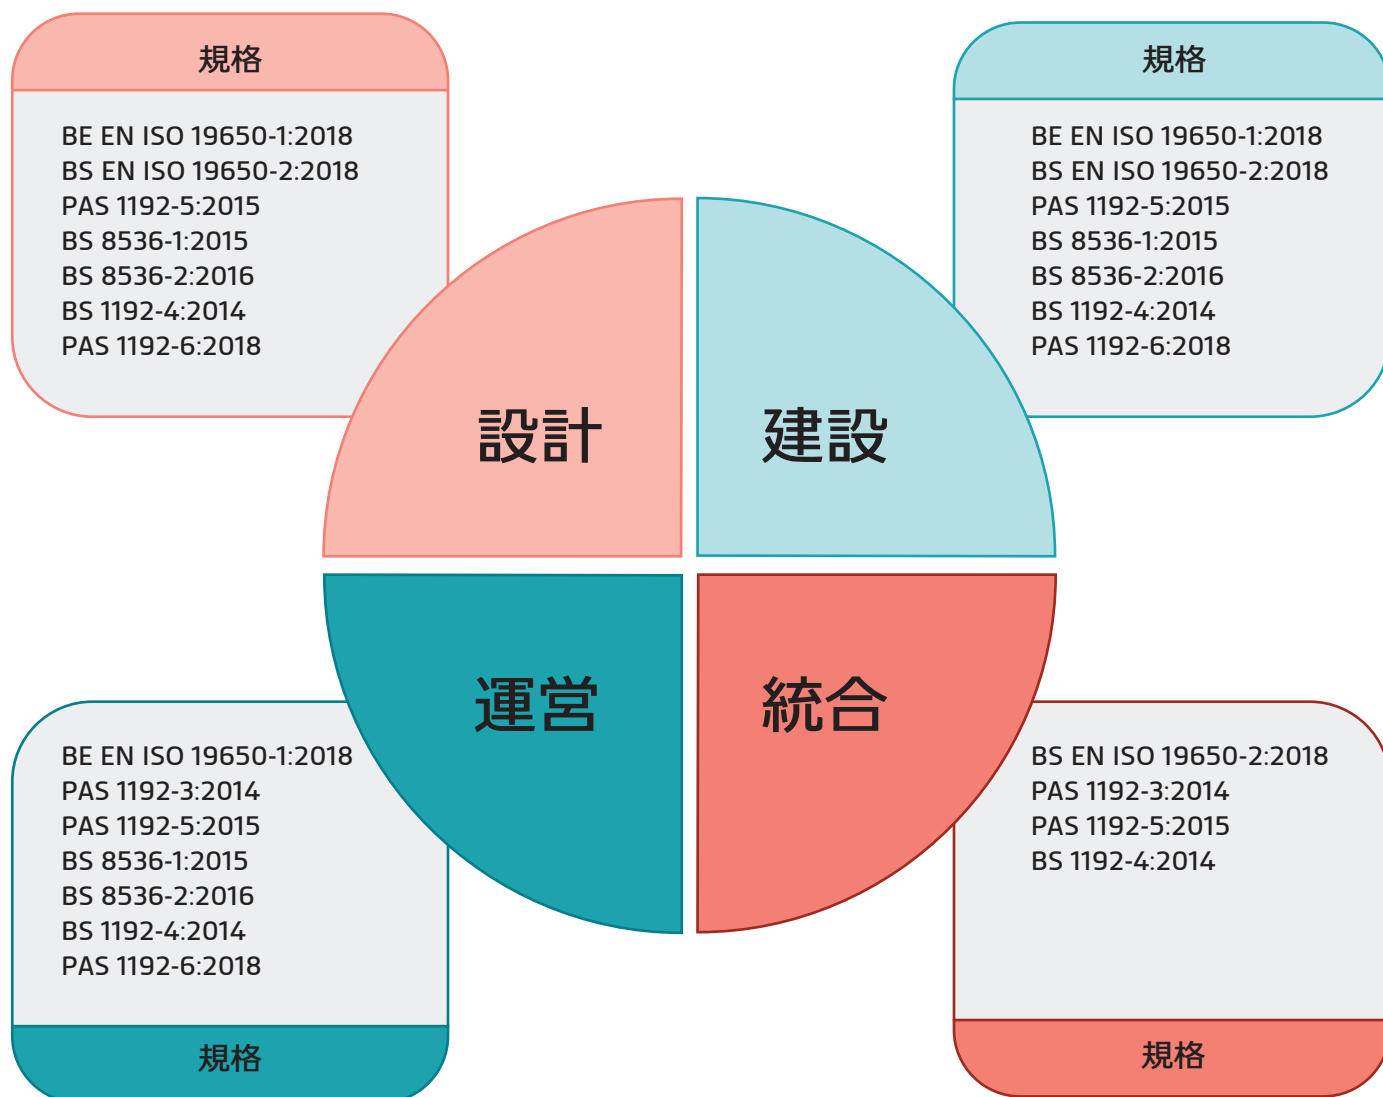 規格
BE EN ISO 19650-1:2018
BS EN ISO 19650-2:2018
PAS 1192-5:2015
BS 8536-1:2015
BS 8536-2:2016
BS 1192-4:2014
PAS 1192-6:2018
規格
BE EN ISO 19650-1:2018
BS EN ISO 19650-2:2018
PAS 1192-5:2015
BS 8536-1:2015
BS 8536-2:2016
BS 1192-4:2014
PAS 1192-6:2018
設計
建設
運営
統合
BE EN ISO 19650-1:2018
PAS 1192-3:2014
PAS 1192-5:2015
BS 8536-1:2015
BS 8536-2:2016
BS 1192-4:2014
PAS 1192-6:2018
規格
BS EN ISO 19650-2:2018
PAS 1192-3:2014
PAS 1192-5:2015
BS 1192-4:2014
規格